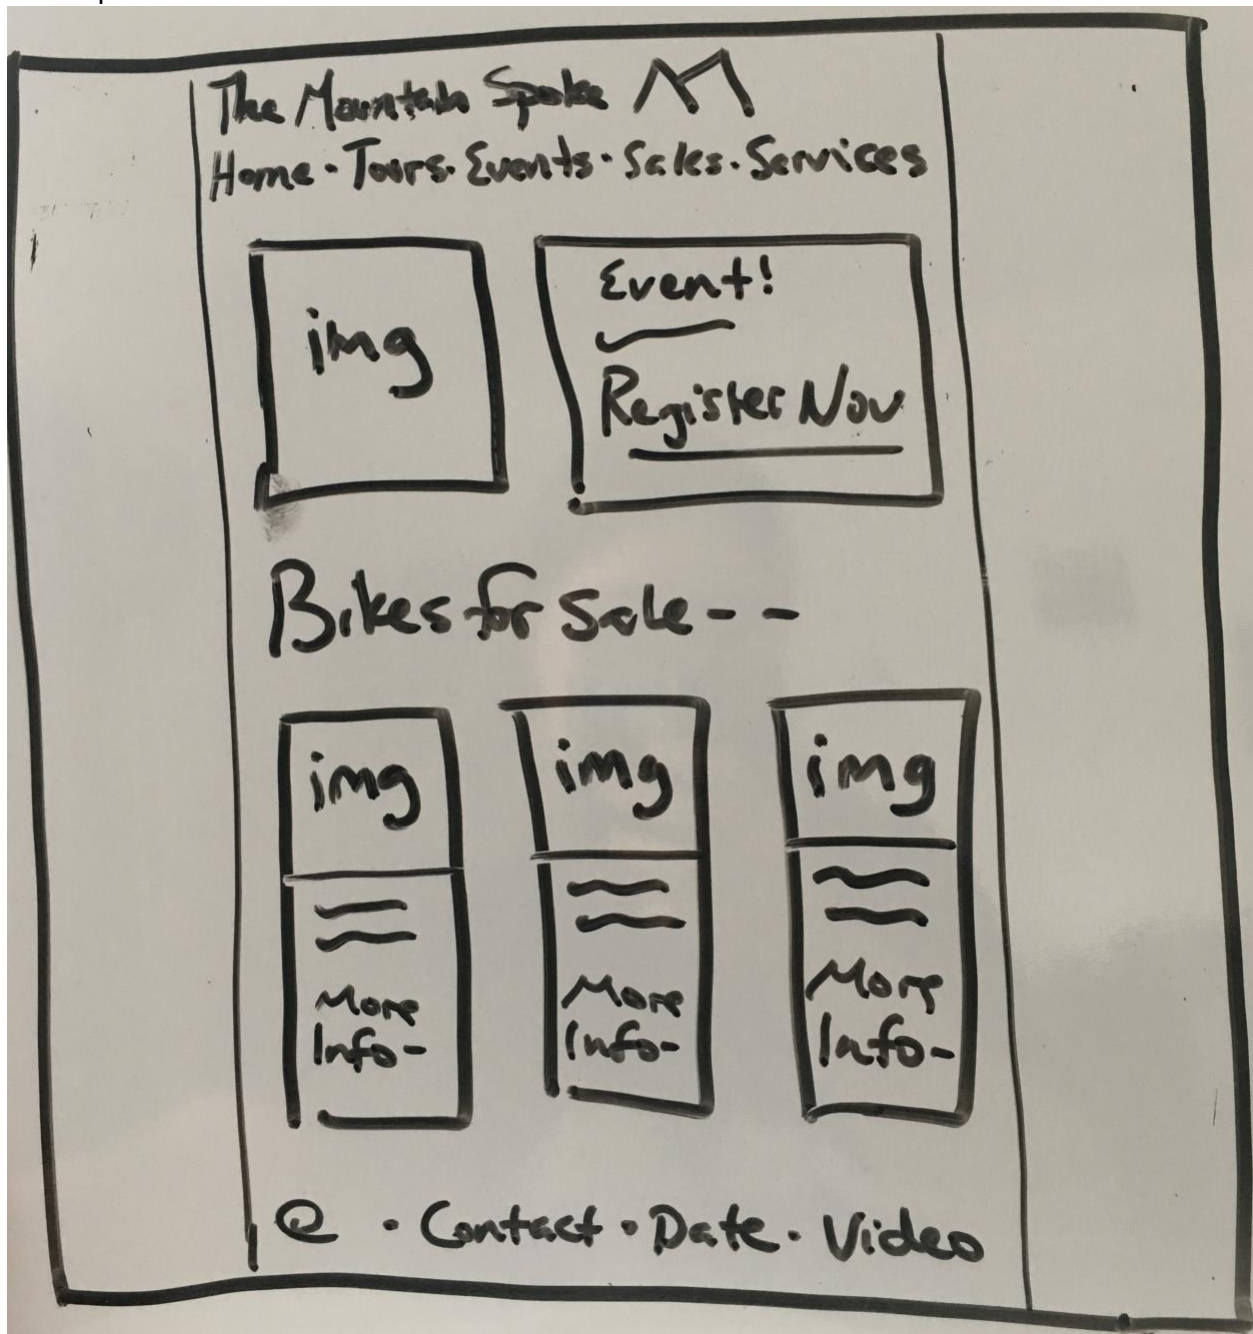 The Mountain Spoke
Home · Tours · Events · Sales · Services
img
Event!
Register Now
Bikes for Sale - -
img
img
img
More
Info-
More
Info-
More
Info-
· Contact · Date · Video